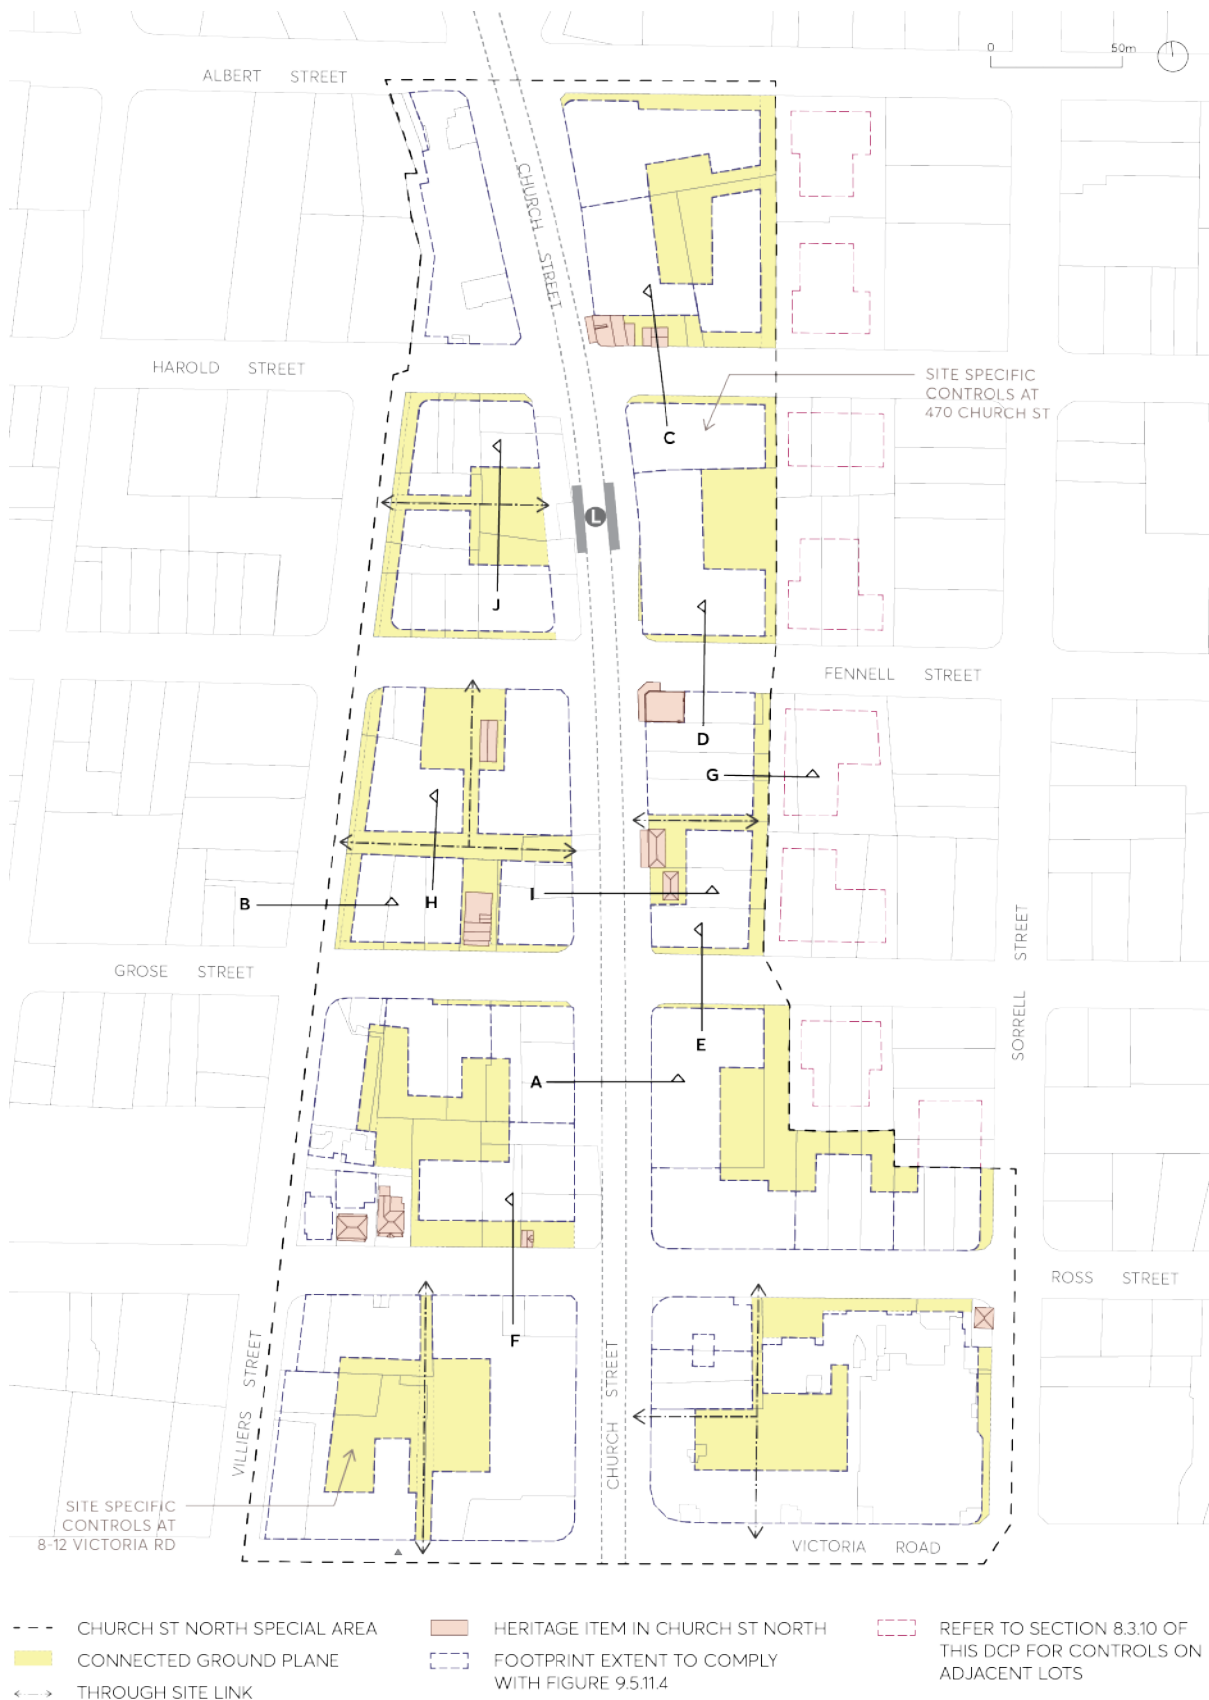 0 50m
ALBERT STREET
CHURCH STREET
HAROLD STREET
SITE SPECIFIC
CONTROLS AT
470 CHURCH ST
C
L
J
FENNELL STREET
D
G
B
H
I
GROSE STREET
SORRELL STREET
E
A
ROSS STREET
F
VILLIERS STREET
CHURCH STREET
SITE SPECIFIC
CONTROLS AT
8-12 VICTORIA RD
VICTORIA ROAD
CHURCH ST NORTH SPECIAL AREA
CONNECTED GROUND PLANE
THROUGH SITE LINK
HERITAGE ITEM IN CHURCH ST NORTH
FOOTPRINT EXTENT TO COMPLY
WITH FIGURE 9.5.11.4
REFER TO SECTION 8.3.10 OF
THIS DCP FOR CONTROLS ON
ADJACENT LOTS